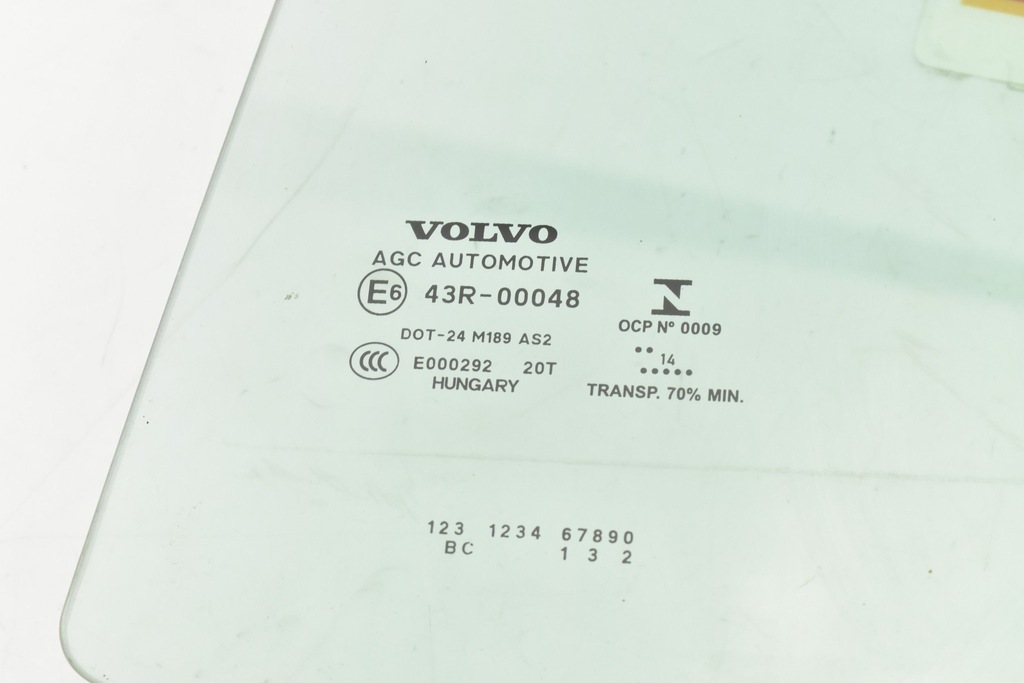 VOLVO
AGC AUTOMOTIVE
E6 43R-00048
DOT-24 M189 AS2
CCC E000292 20T
HUNGARY
N
OCP Nº 0009
•• 14
•••••
TRANSP. 70% MIN.
123 1234 67890
BC 1 3 2